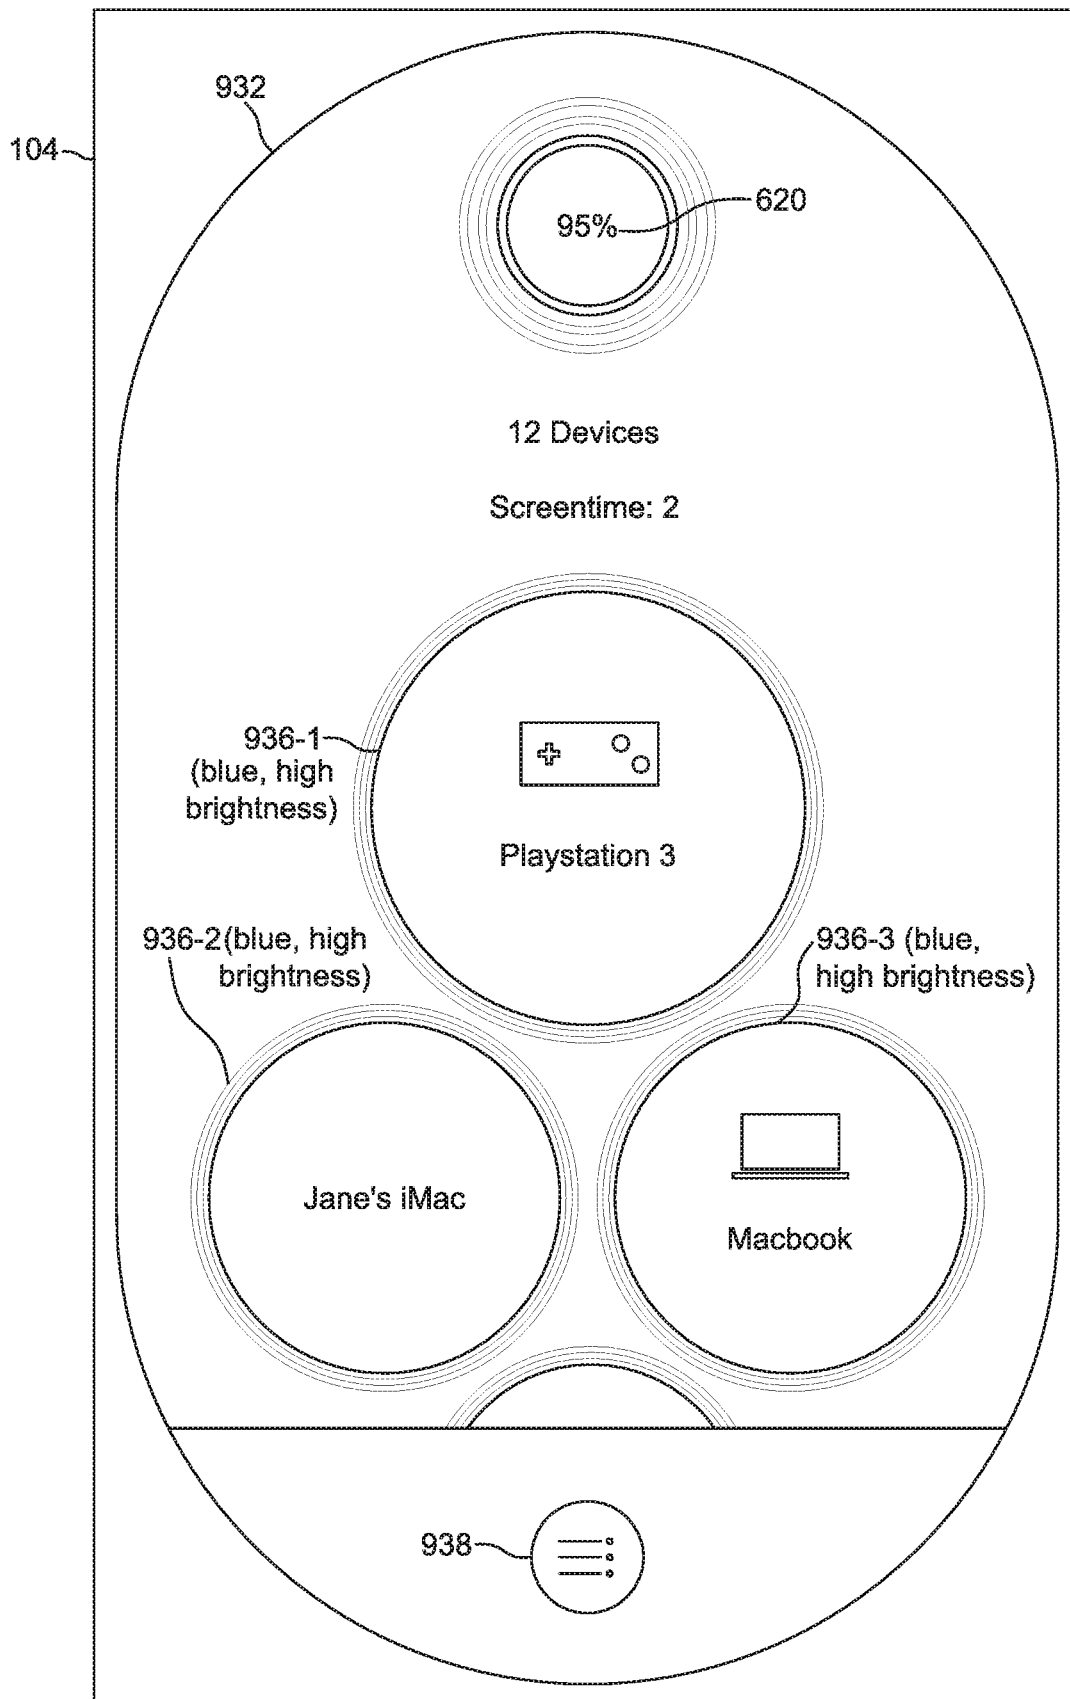 932
104
620
95%
12 Devices
Screentime: 2
936-1
(blue, high
brightness)
Playstation 3
936-2(blue, high
brightness)
936-3 (blue,
high brightness)
Jane's iMac
Macbook
938